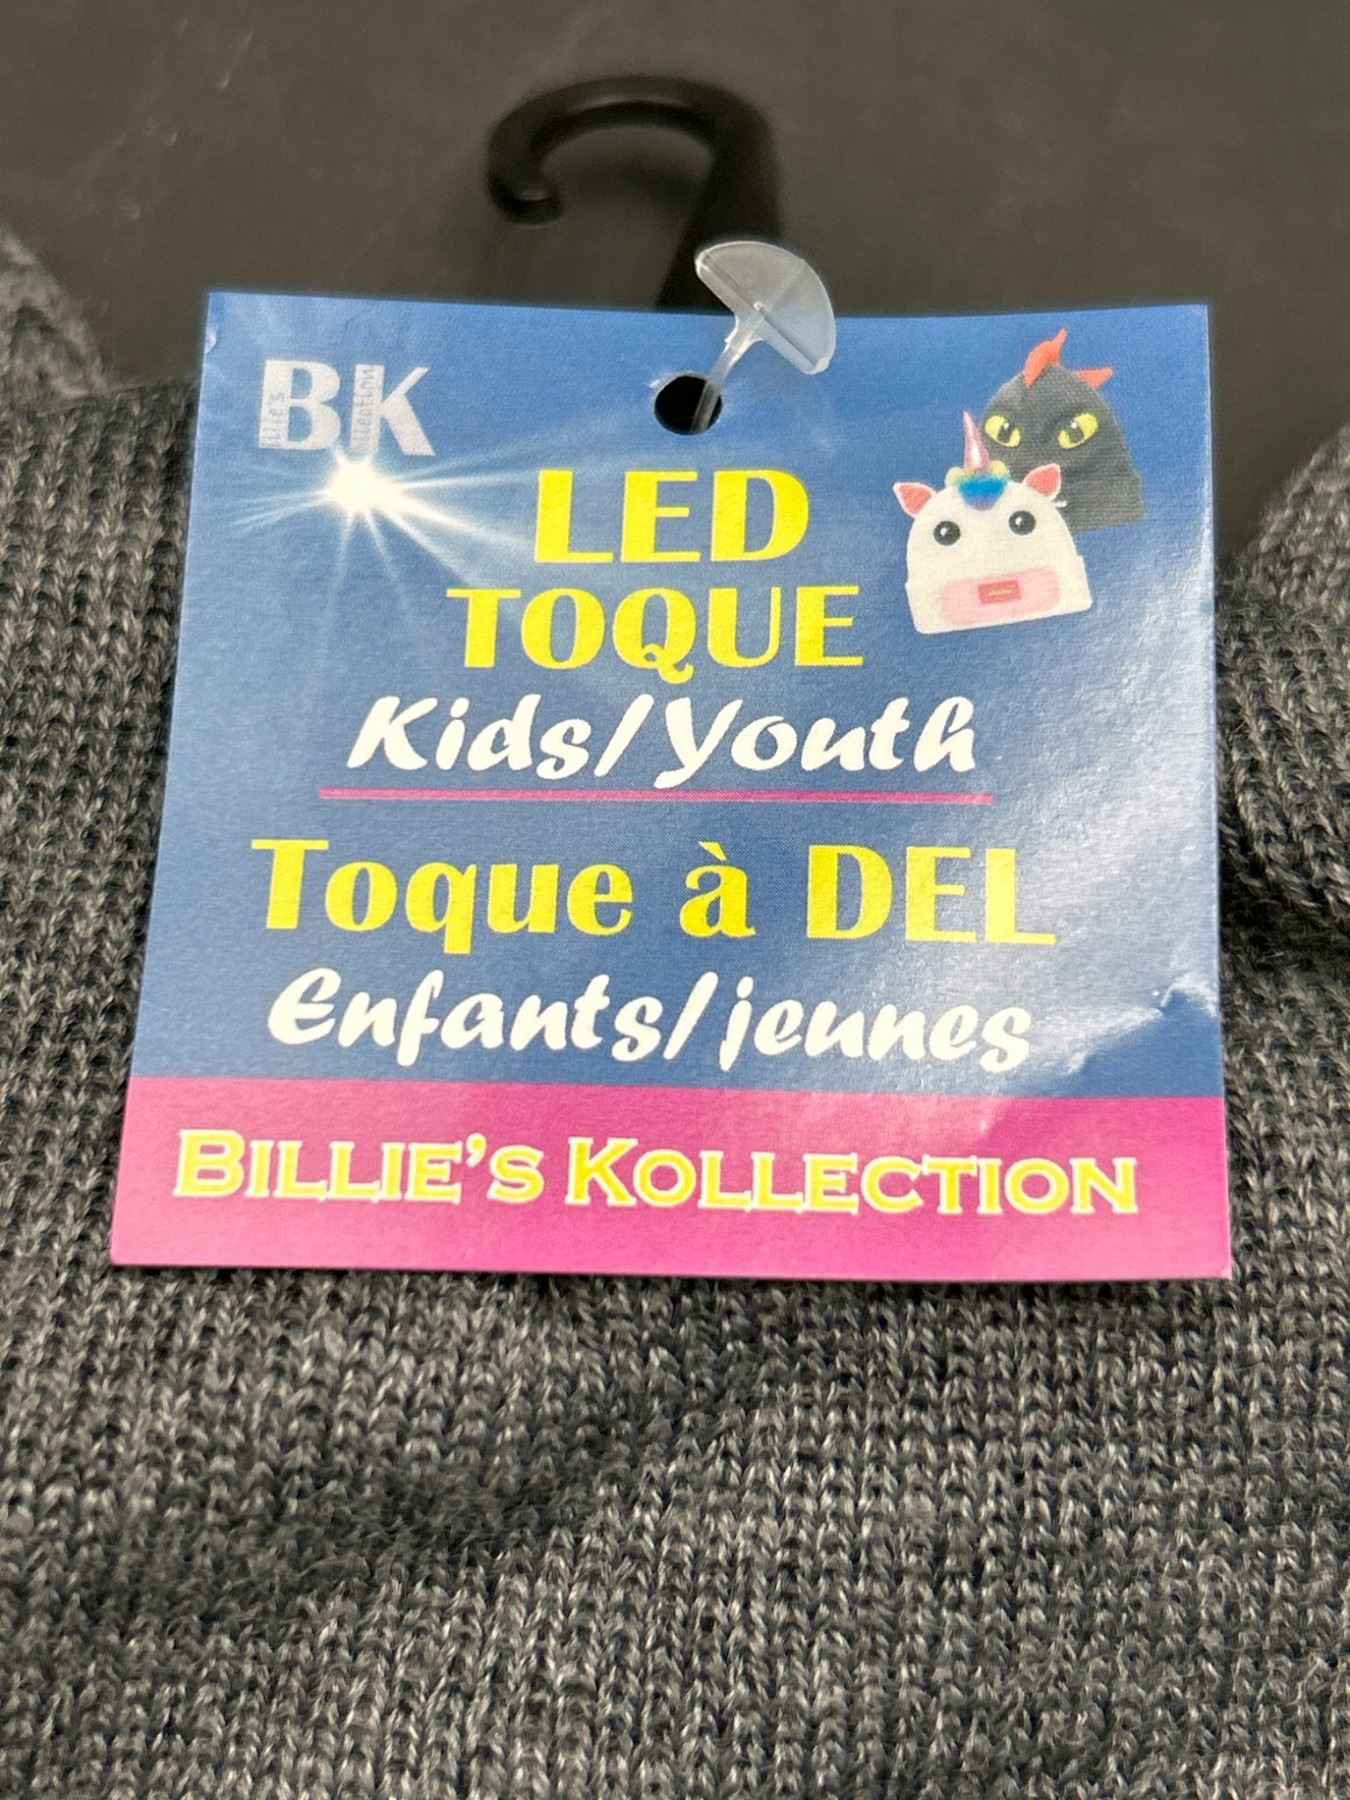 BK
LED
TOQUE
Kids/Youth
Toque à DEL
Enfants/jeunes
BILLIE'S KOLLECTION